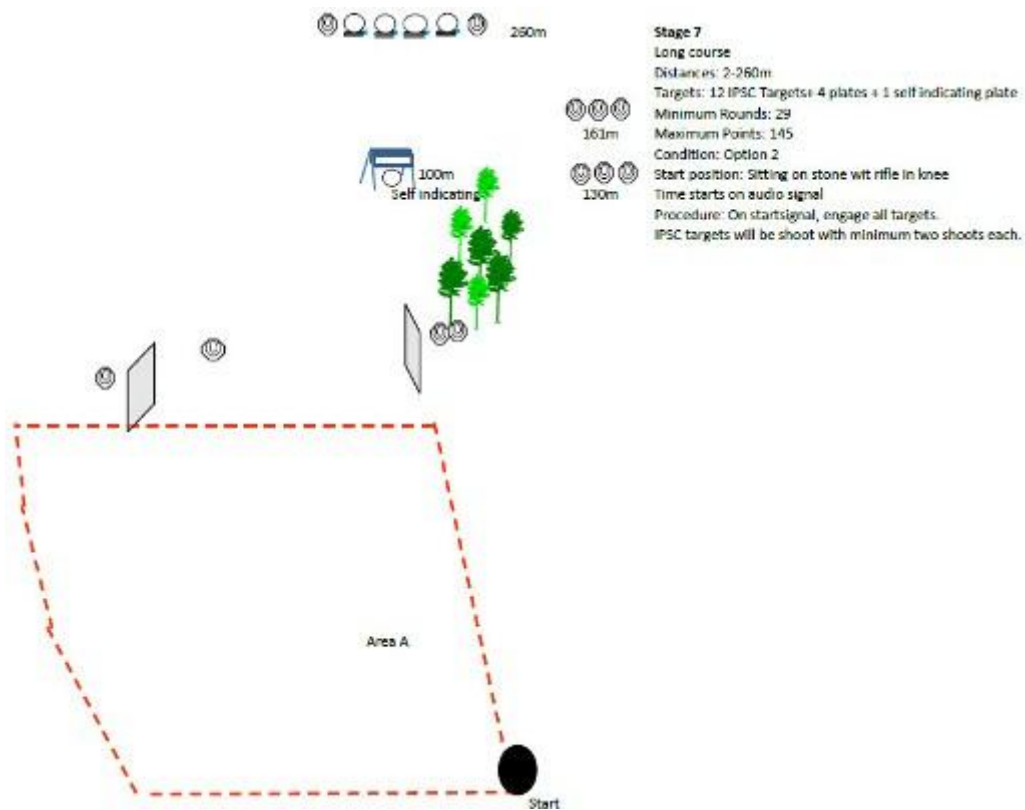 260m
Stage 7
Long course
Distances: 2-260m
Targets: 12 IPSC Targets+ 4 plates + 1 self indicating plate
Minimum Rounds: 29
161m
Maximum Points: 145
Condition: Option 2
100m
Self indicating
130m
Start position: Sitting on stone wit rifle in knee
Time starts on audio signal
Procedure: On startsignal, engage all targets.
IPSC targets will be shoot with minimum two shoots each.
Area A
Start